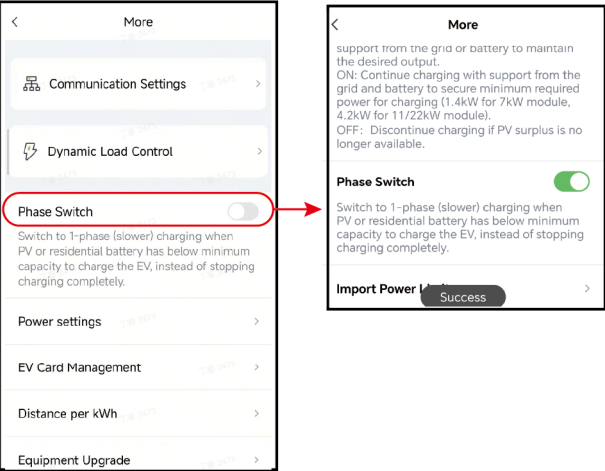 More
Communication Settings
Dynamic Load Control
Phase Switch
Switch to 1-phase (slower) charging when
PV or residential battery has below minimum
capacity to charge the EV, instead of stopping
charging completely.
Power settings
EV Card Management
Distance per kWh
Equipment Upgrade
More
support from the grid or battery to maintain
the desired output.
ON: Continue charging with support from the
grid and battery to secure minimum required
power for charging (1.4kW for 7kW module,
4.2kW for 11/22kW module).
OFF: Discontinue charging if PV surplus is no
longer available.
Phase Switch
Switch to 1-phase (slower) charging when
PV or residential battery has below minimum
capacity to charge the EV, instead of stopping
charging completely.
Import Power
Success